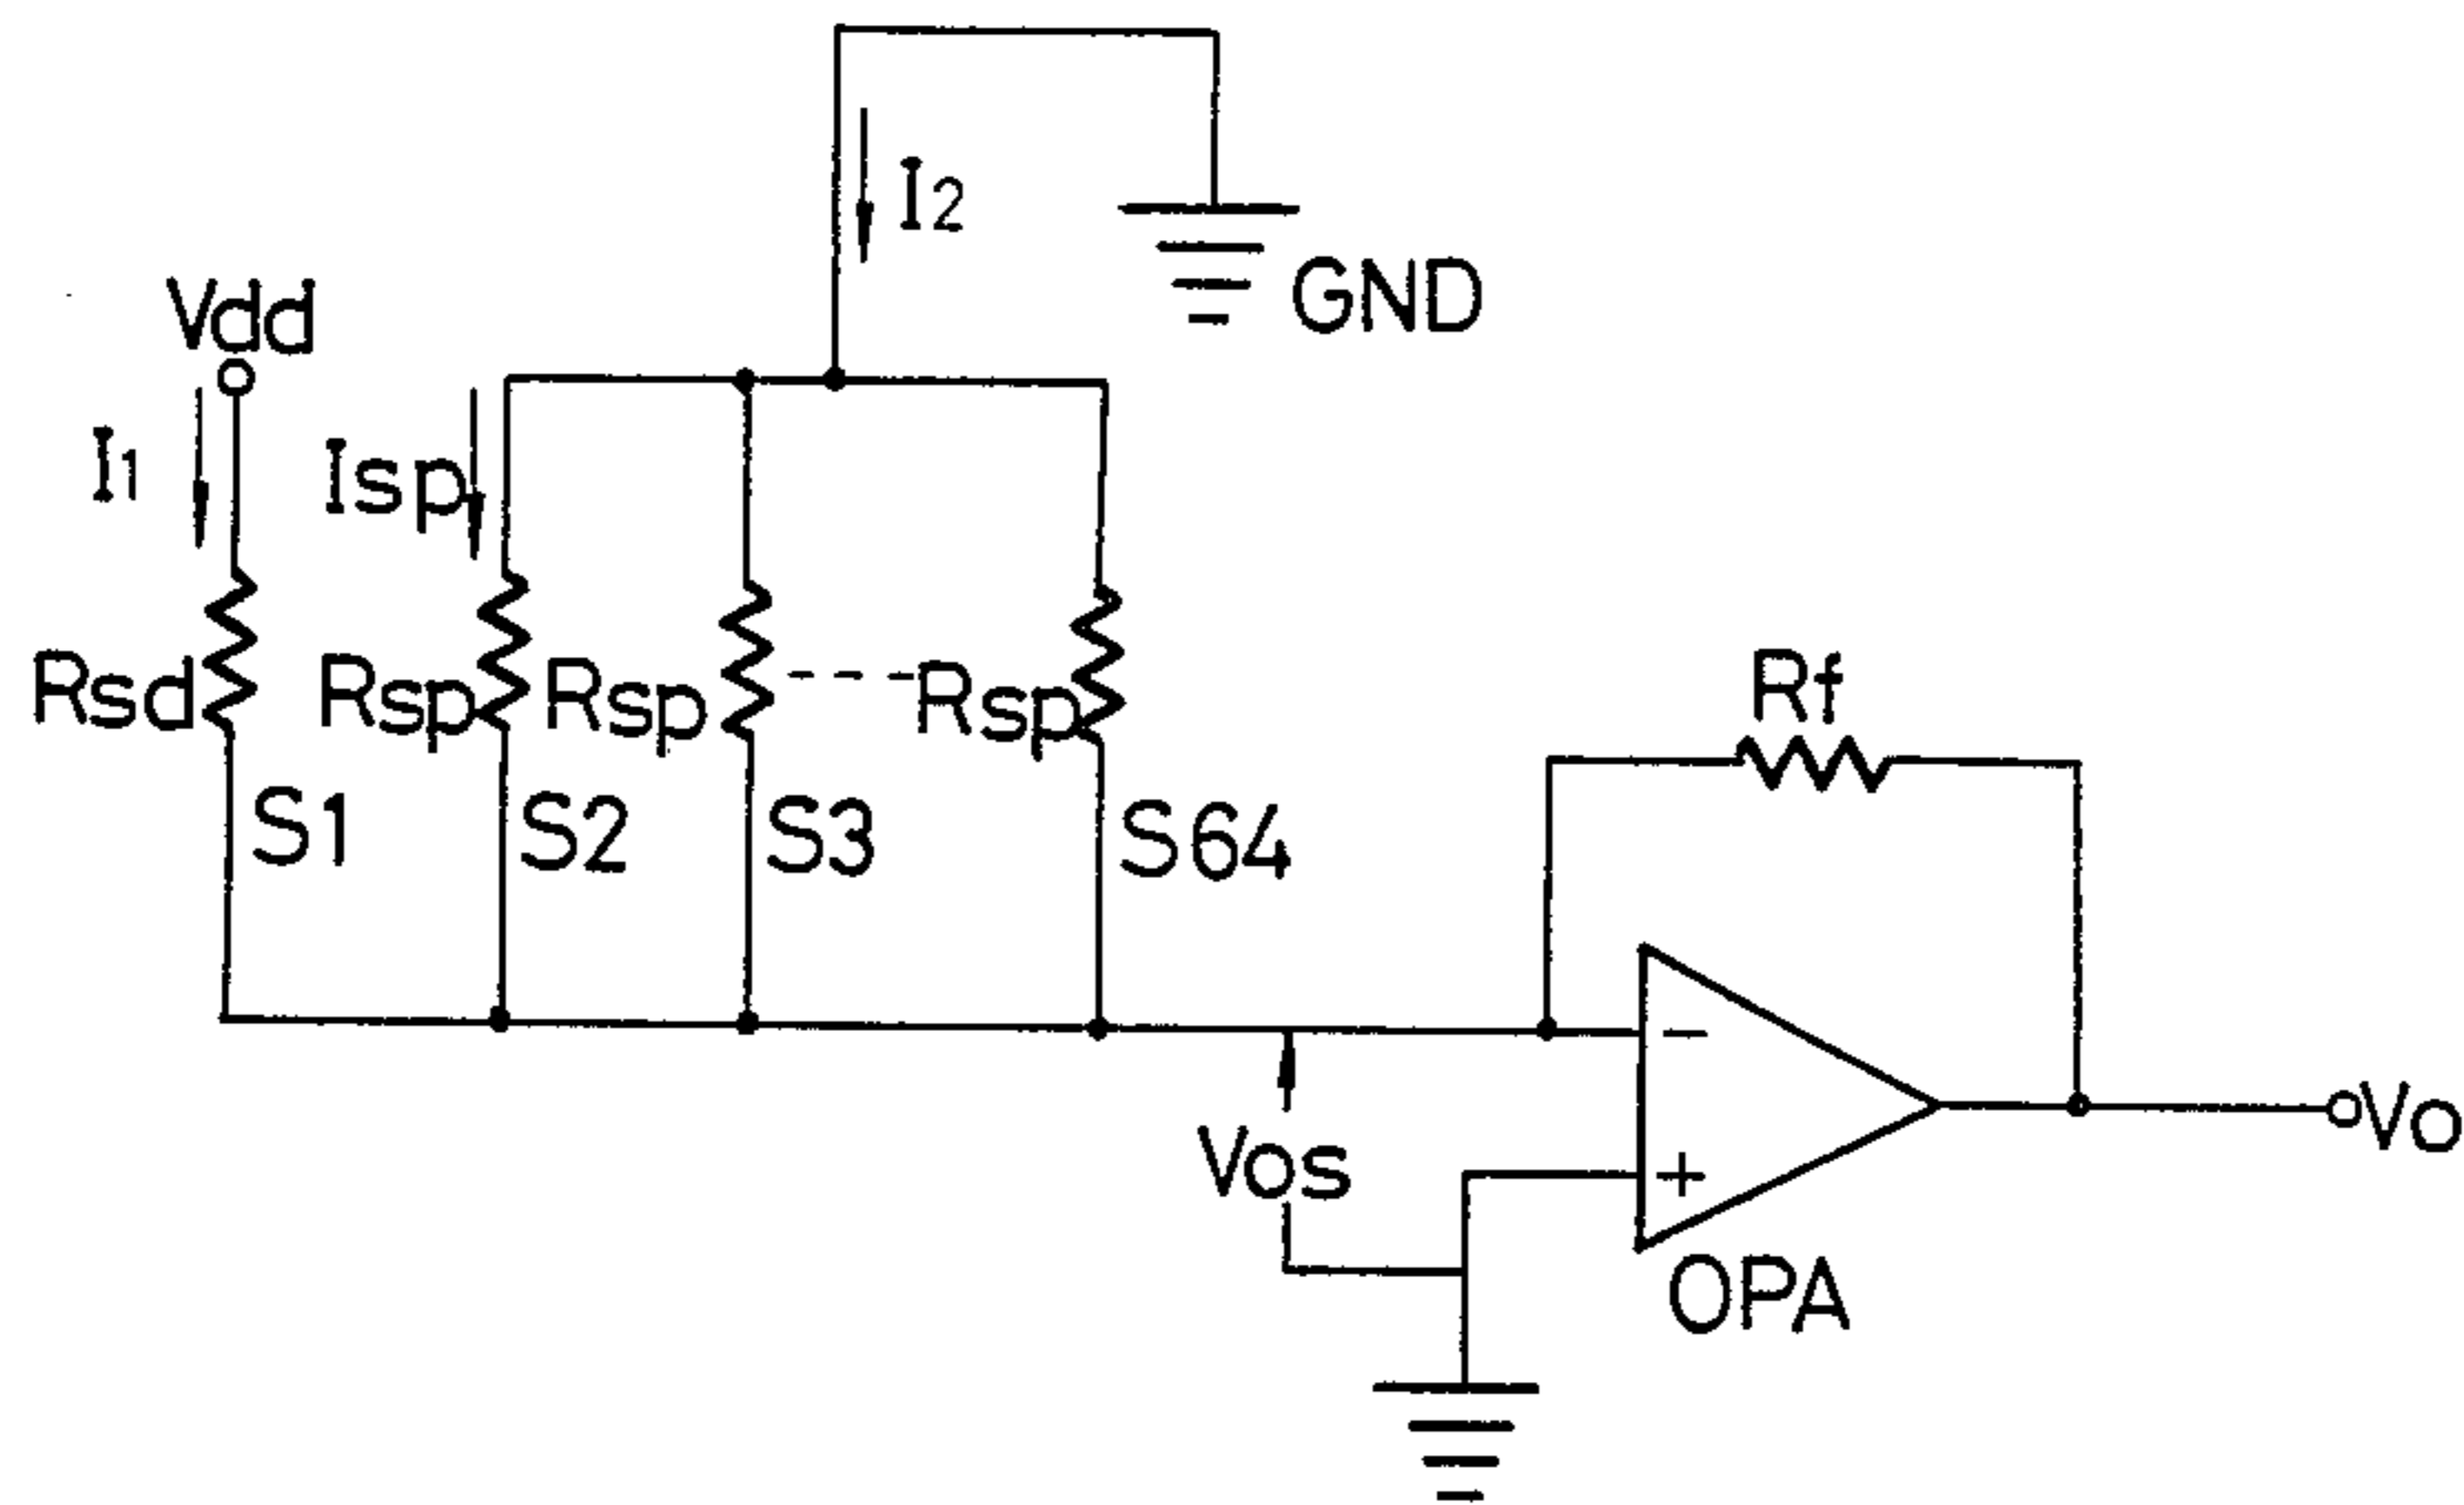 I2
GND
Vdd
I1
Isp
Rsd
Rsp
Rsp
Rsp
Rf
S1
S2
S3
S64
−
Vos
+
Vo
OPA